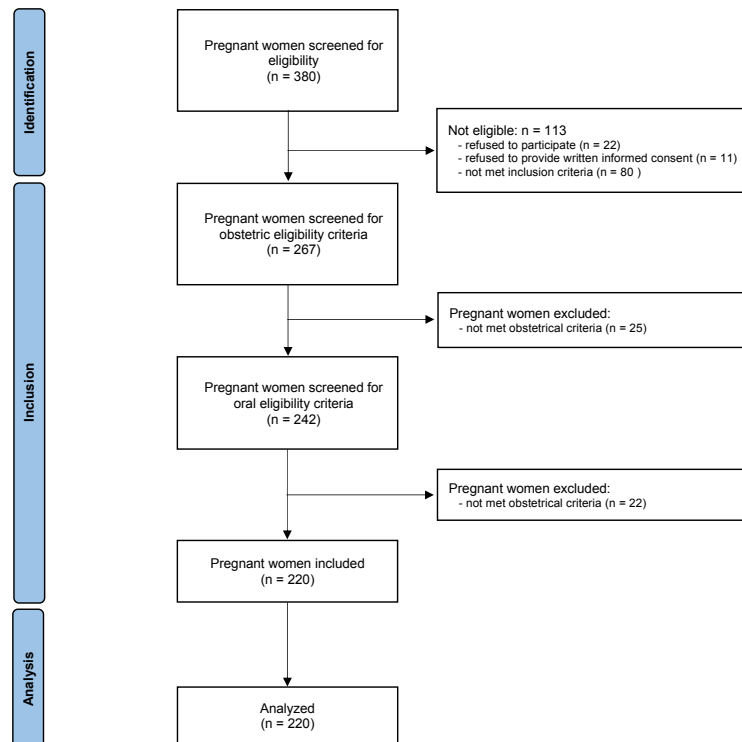 Identification
Pregnant women screened for
eligibility
(n = 380)
Not eligible: n = 113
- refused to participate (n = 22)
- refused to provide written informed consent (n = 11)
- not met inclusion criteria (n = 80 )
Inclusion
Pregnant women screened for
obstetric eligibility criteria
(n = 267)
Pregnant women excluded:
- not met obstetrical criteria (n = 25)
Pregnant women screened for
oral eligibility criteria
(n = 242)
Pregnant women excluded:
- not met obstetrical criteria (n = 22)
Pregnant women included
(n = 220)
Analysis
Analyzed
(n = 220)